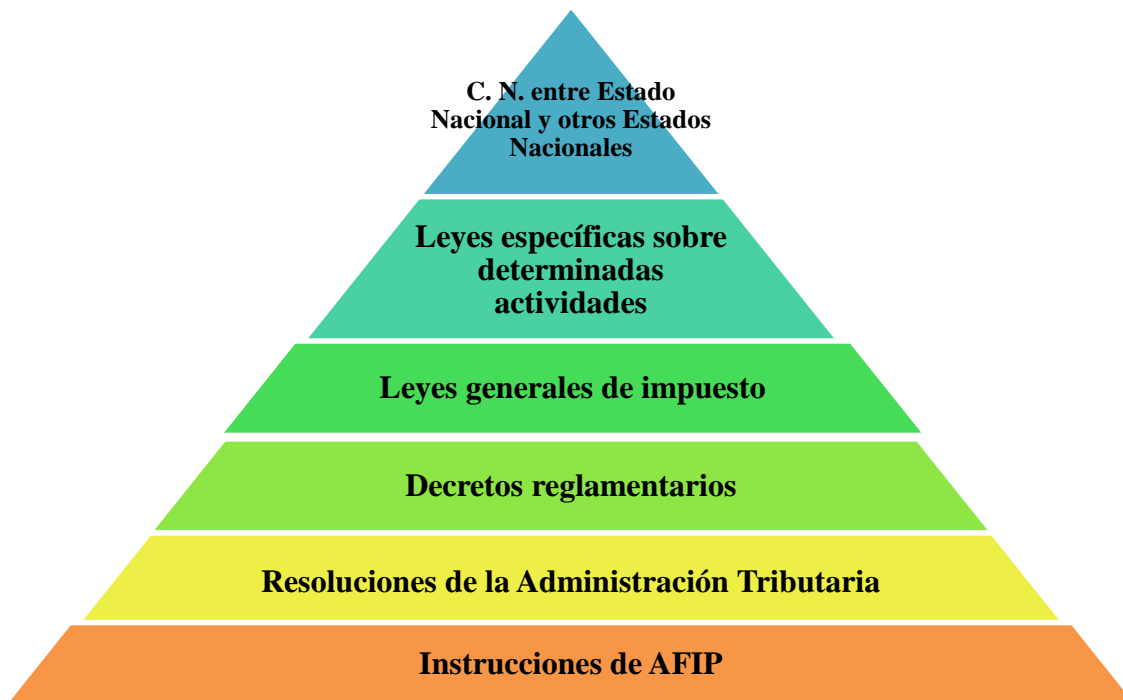 C. N. entre Estado
Nacional y otros Estados
Nacionales
Leyes específicas sobre
determinadas
actividades
Leyes generales de impuesto
Decretos reglamentarios
Resoluciones de la Administración Tributaria
Instrucciones de AFIP